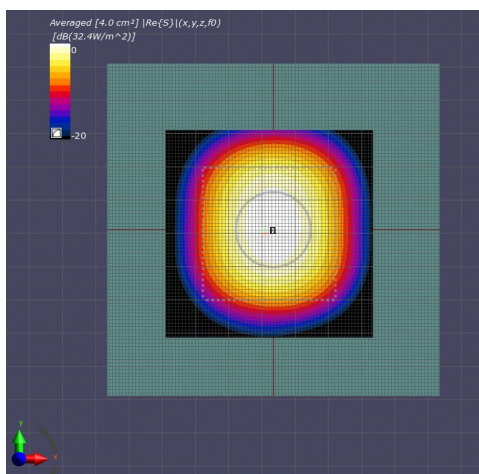 Averaged [4.0 cm²] |Re{S}|(x,y,z,f0)
[dB(32.4W/m^2)]
0
-20
y
x